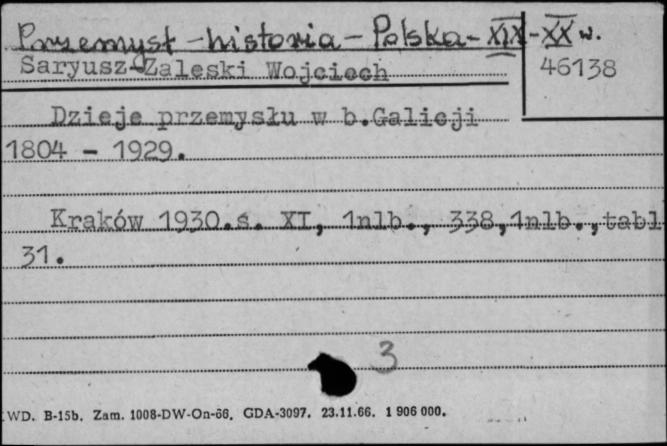 Przemysł - historia - Polska - XIX - XX w.
Saryusz-Zaleski Wojciech
46138
Dzieje przemysłu w b.Galicji
1804 - 1929.
Kraków 1930.s. XI, 1nlb., 338,1nlb.,tabl
31.
3
WD. B-15b. Zam. 1008-DW-On-66. GDA-3097. 23.11.66. 1 906 000.